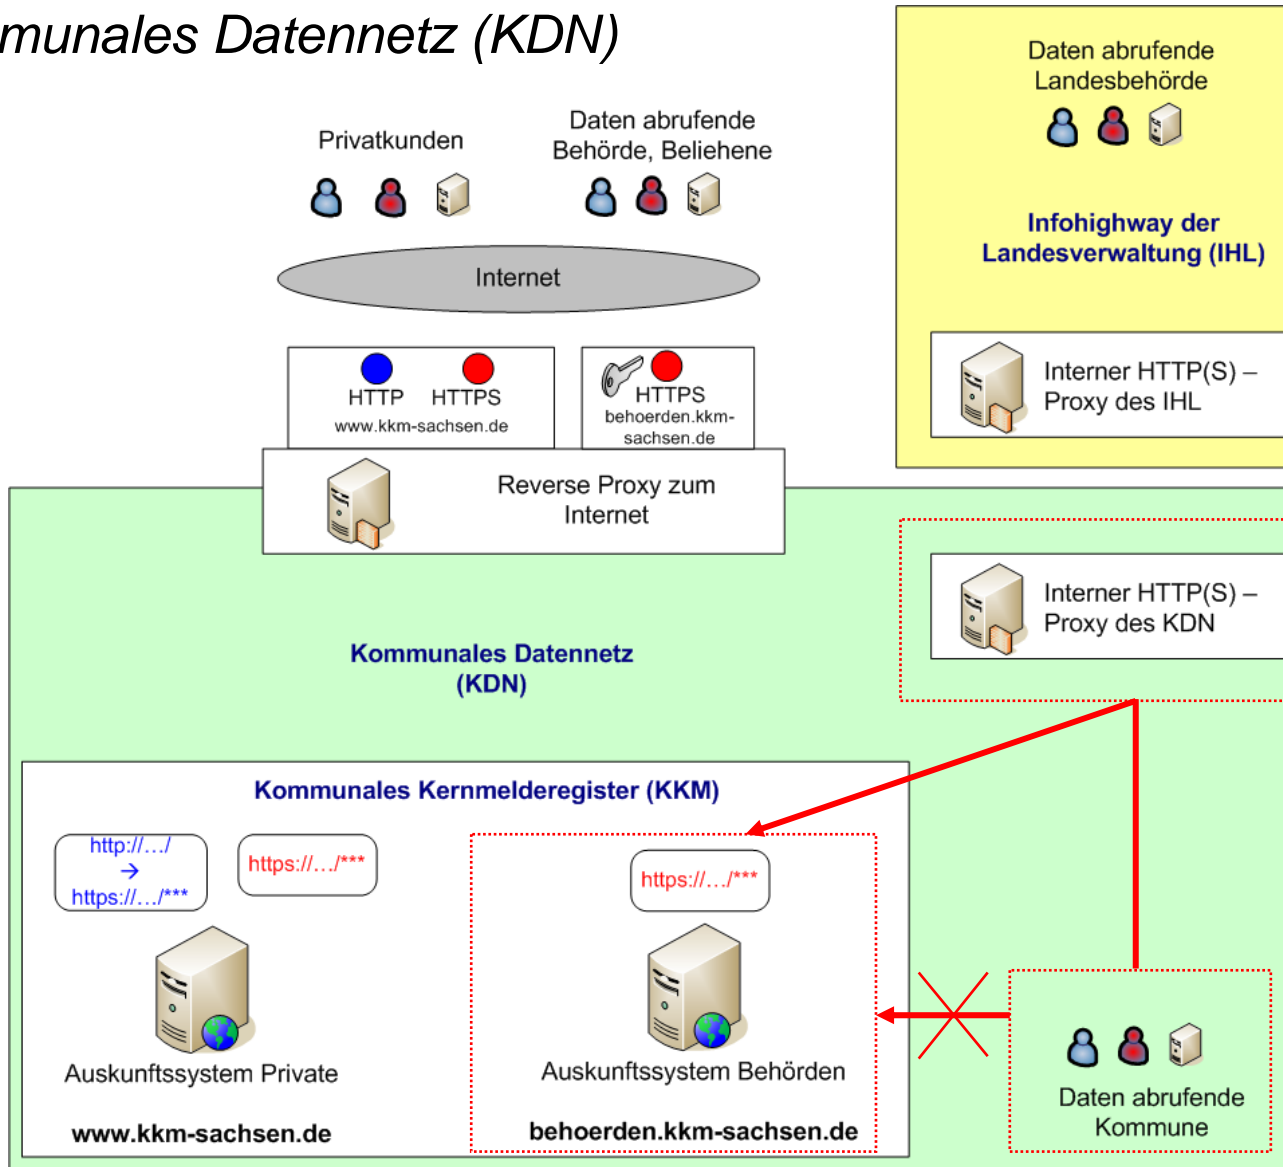 munales Datennetz (KDN)
Daten abrufende
Landesbehörde
Infohighway der
Landesverwaltung (IHL)
Interner HTTP(S) –
Proxy des IHL
Privatkunden
Daten abrufende
Behörde, Beliehene
Internet
HTTP
HTTPS
www.kkm-sachsen.de
HTTPS
behoerden.kkm-
sachsen.de
Reverse Proxy zum
Internet
Interner HTTP(S) –
Proxy des KDN
Kommunales Datennetz
(KDN)
Kommunales Kernmelderegister (KKM)
http://…/
→
https://…/***
https://…/***
https://…/***
Auskunftssystem Private
www.kkm-sachsen.de
Auskunftssystem Behörden
behoerden.kkm-sachsen.de
Daten abrufende
Kommune